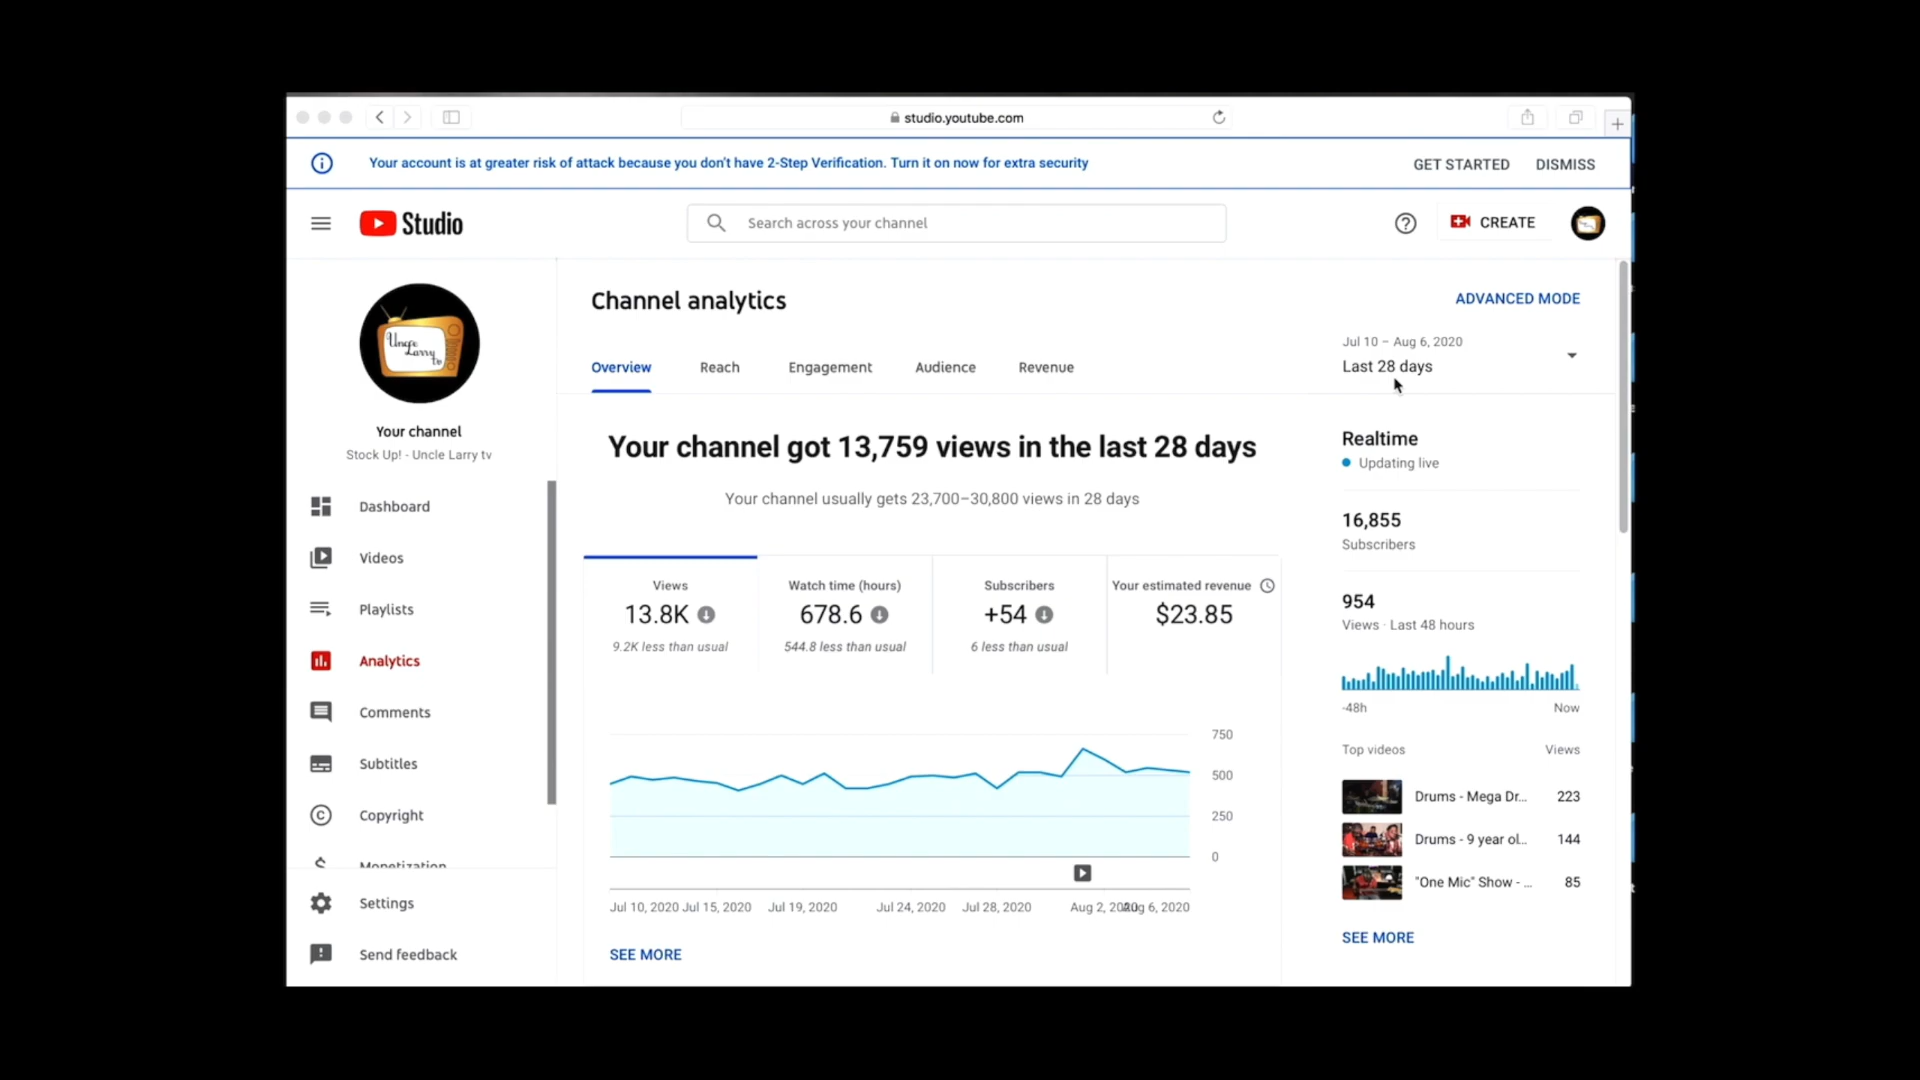 studio.youtube.com
Your account is at greater risk of attack because you don't have 2-Step Verification. Turn it on now for extra security
GET STARTED
DISMISS
Studio
Search across your channel
CREATE
Uncle
Larry tv
Your channel
Stock Up! - Uncle Larry tv
Dashboard
Videos
Playlists
Analytics
Comments
Subtitles
Copyright
Monetization
Settings
Send feedback
Channel analytics
ADVANCED MODE
Overview
Reach
Engagement
Audience
Revenue
Jul 10 – Aug 6, 2020
Last 28 days
Your channel got 13,759 views in the last 28 days
Your channel usually gets 23,700–30,800 views in 28 days
Views
13.8K
9.2K less than usual
Watch time (hours)
678.6
544.8 less than usual
Subscribers
+54
6 less than usual
Your estimated revenue
$23.85
750
500
250
0
Jul 10, 2020
Jul 15, 2020
Jul 19, 2020
Jul 24, 2020
Jul 28, 2020
Aug 2, 2020
Aug 6, 2020
SEE MORE
Realtime
Updating live
16,855
Subscribers
954
Views · Last 48 hours
-48h
Now
Top videos
Views
Drums - Mega Dr...
223
Drums - 9 year ol...
144
"One Mic" Show - ...
85
SEE MORE